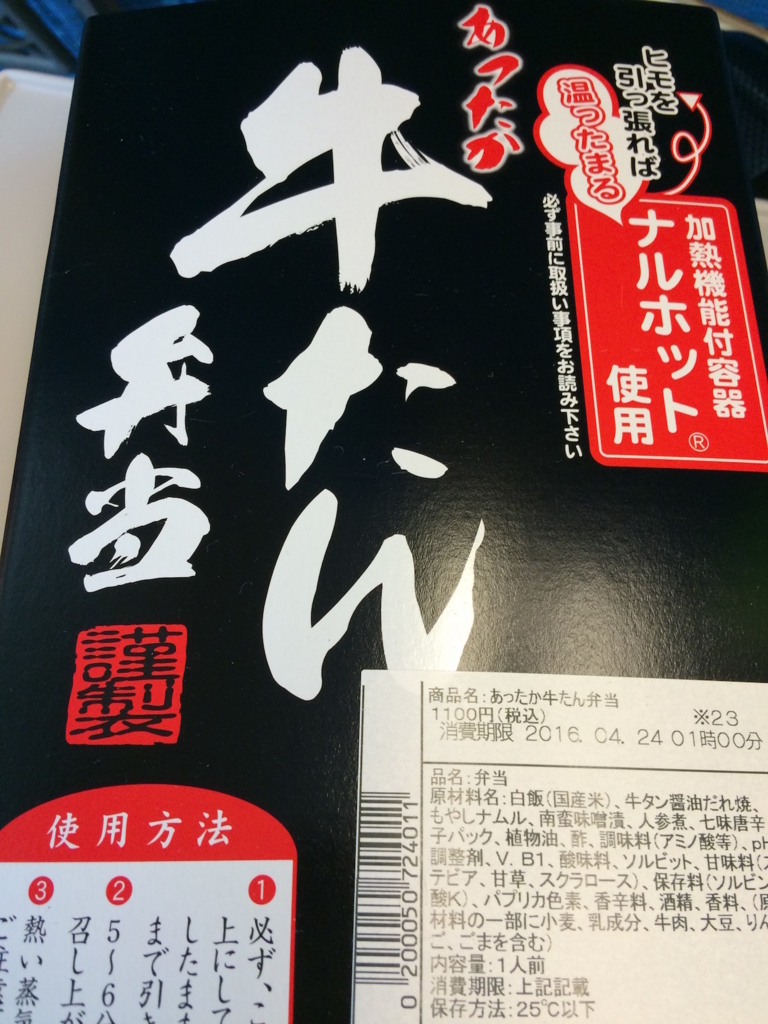 ヒモを
引っ張れば
温ったまる
加熱機能付容器
ナルホット®
使用
必ず事前に取扱い事項をお読み下さい
あったか
牛たん
弁当
謹製
商品名:あったか牛たん弁当
1100円(税込) ※23
消費期限 2016. 04. 24 01時00分
品名:弁当
原材料名:白飯(国産米)、牛タン醤油だれ焼、
もやしナムル、南蛮味噌漬、人参煮、七味唐辛
子パック、植物油、酢、調味料(アミノ酸等)、pH
調整剤、V. B1、酸味料、ソルビット、甘味料(ス
テビア、甘草、スクラロース)、保存料(ソルビン
酸K)、パプリカ色素、香辛料、酒精、香料、(原
材料の一部に小麦、乳成分、牛肉、大豆、りん
ご、ごまを含む)
内容量:1人前
消費期限:上記記載
保存方法:25℃以下
0 200050 724011
使用方法
1 必ず、こ
上にして
したまま
まで引き
2 5〜6分
召し上が
3 熱い蒸気